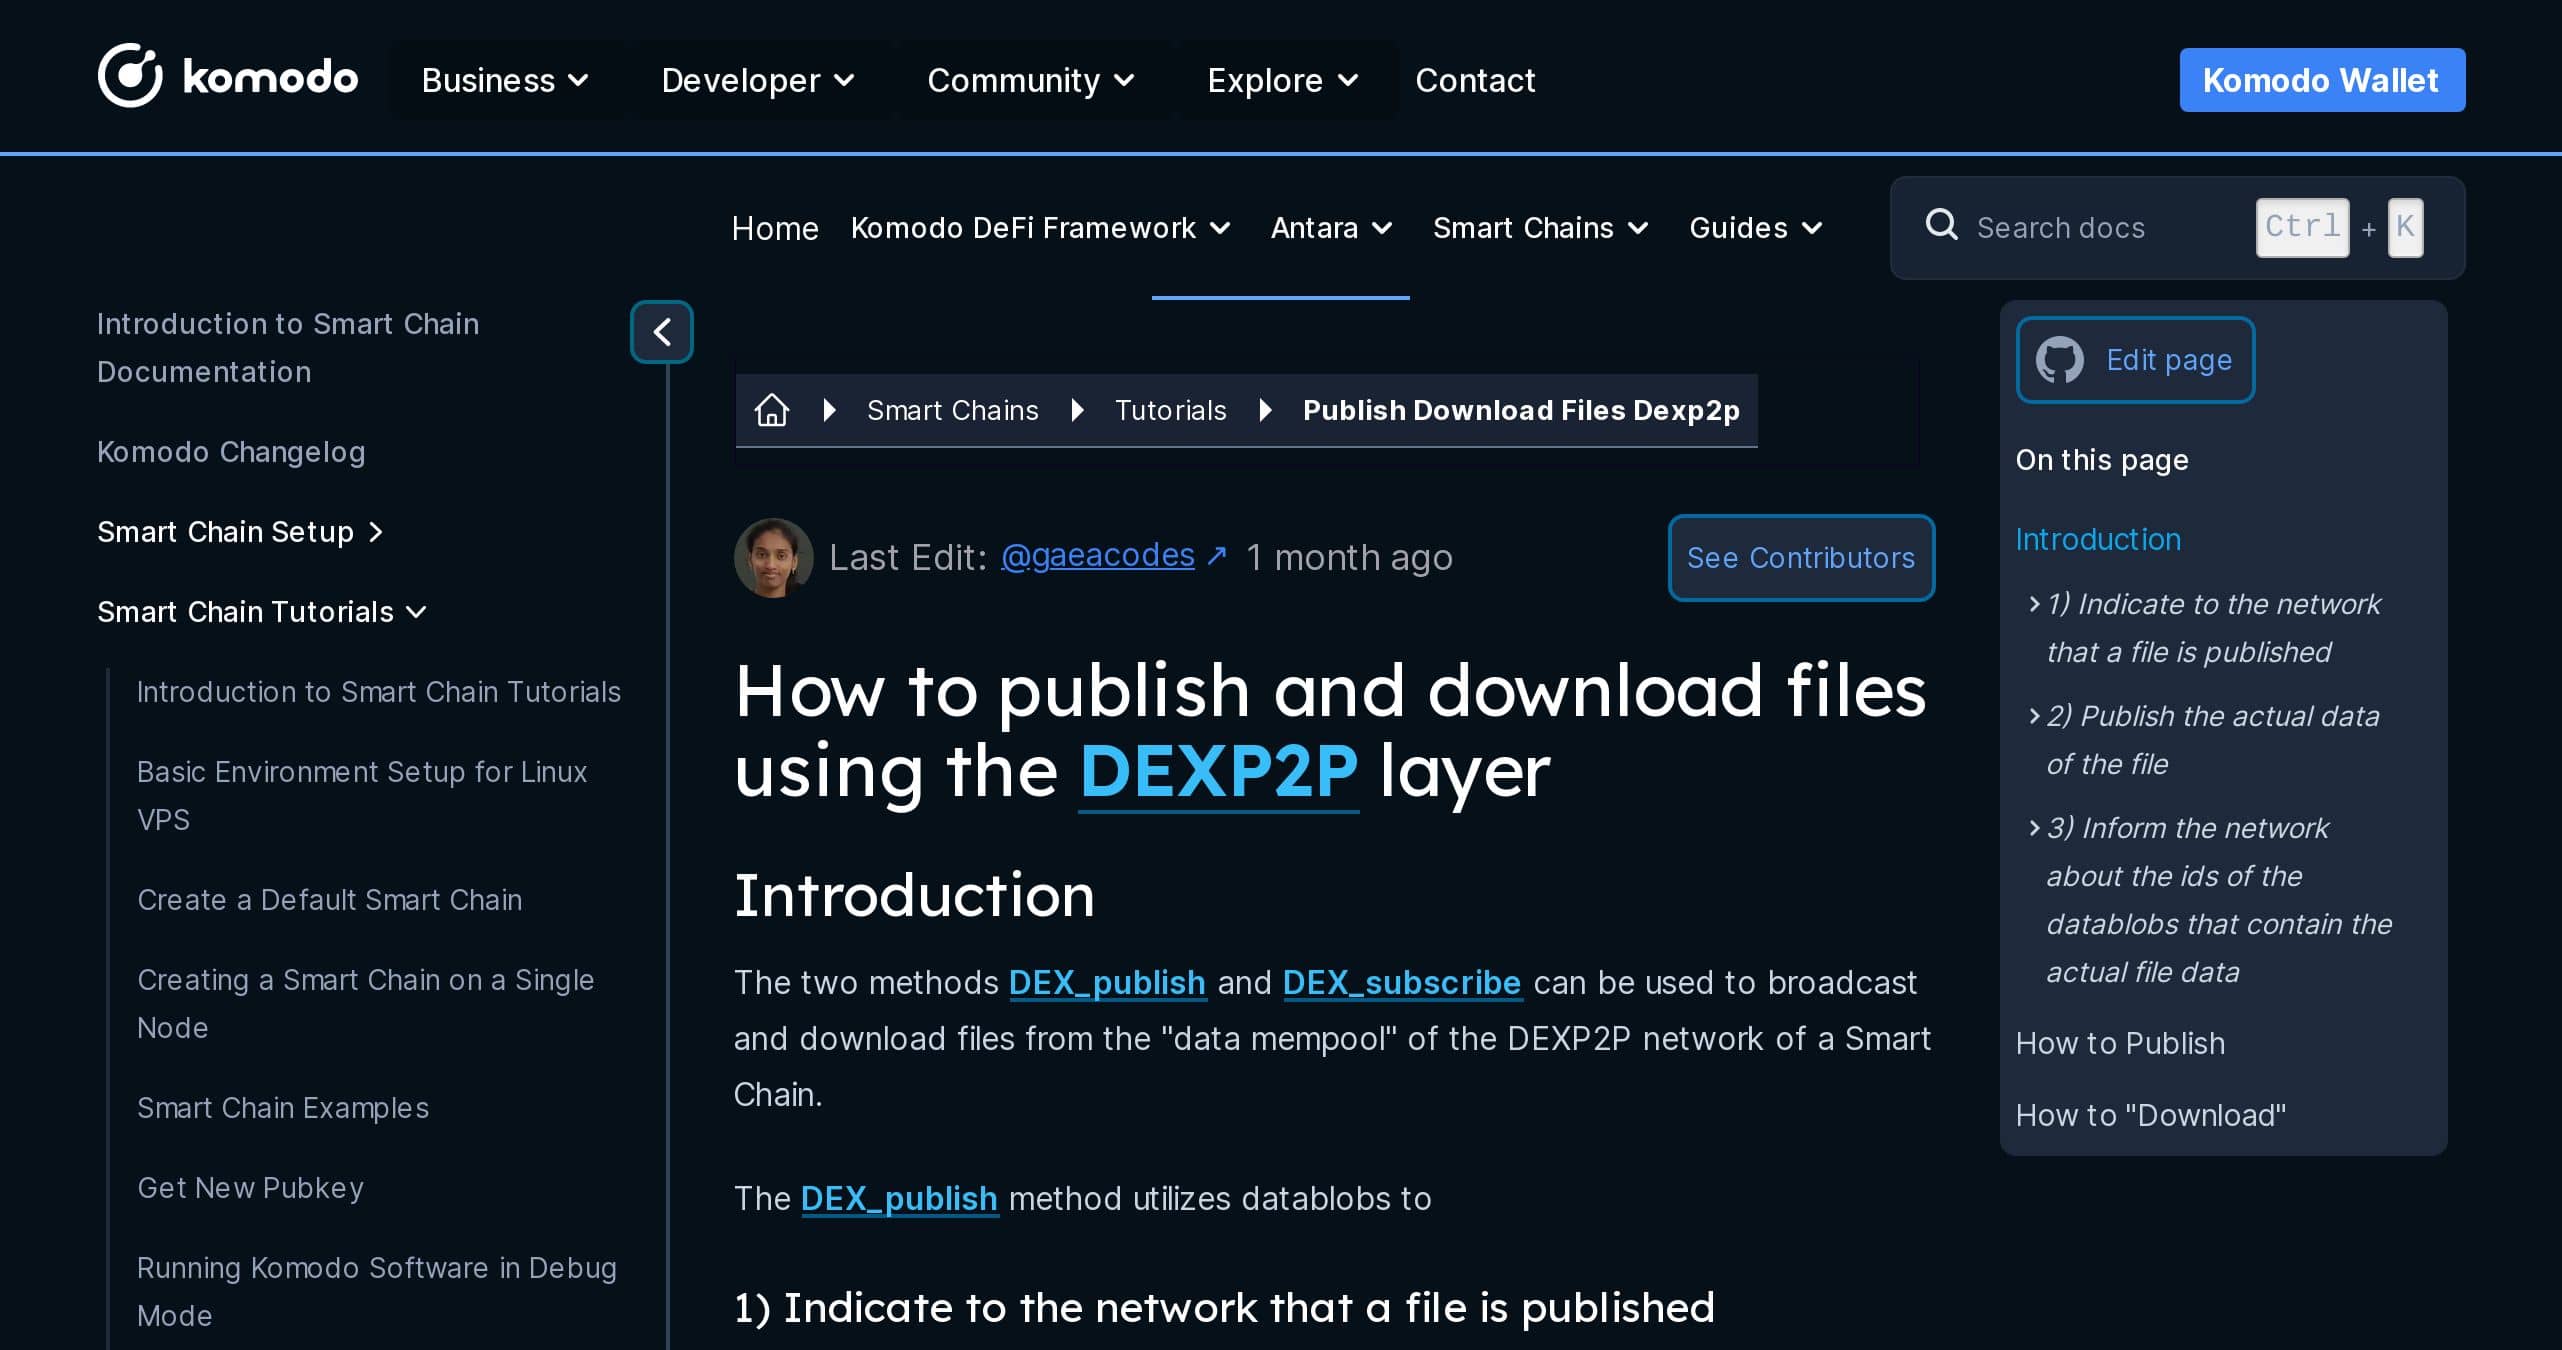 komodo
Business
Developer
Community
Explore
Contact
Komodo Wallet
Home
Komodo DeFi Framework
Antara
Smart Chains
Guides
Search docs
Ctrl + K
Introduction to Smart Chain
Documentation
Komodo Changelog
Smart Chain Setup
Smart Chain Tutorials
Introduction to Smart Chain Tutorials
Basic Environment Setup for Linux
VPS
Create a Default Smart Chain
Creating a Smart Chain on a Single
Node
Smart Chain Examples
Get New Pubkey
Running Komodo Software in Debug
Mode
Smart Chains
Tutorials
Publish Download Files Dexp2p
Last Edit: @gaeacodes ↗ 1 month ago
See Contributors
How to publish and download files
using the DEXP2P layer
Introduction
The two methods DEX_publish and DEX_subscribe can be used to broadcast
and download files from the "data mempool" of the DEXP2P network of a Smart
Chain.
The DEX_publish method utilizes datablobs to
1) Indicate to the network that a file is published
Edit page
On this page
Introduction
1) Indicate to the network
that a file is published
2) Publish the actual data
of the file
3) Inform the network
about the ids of the
datablobs that contain the
actual file data
How to Publish
How to "Download"